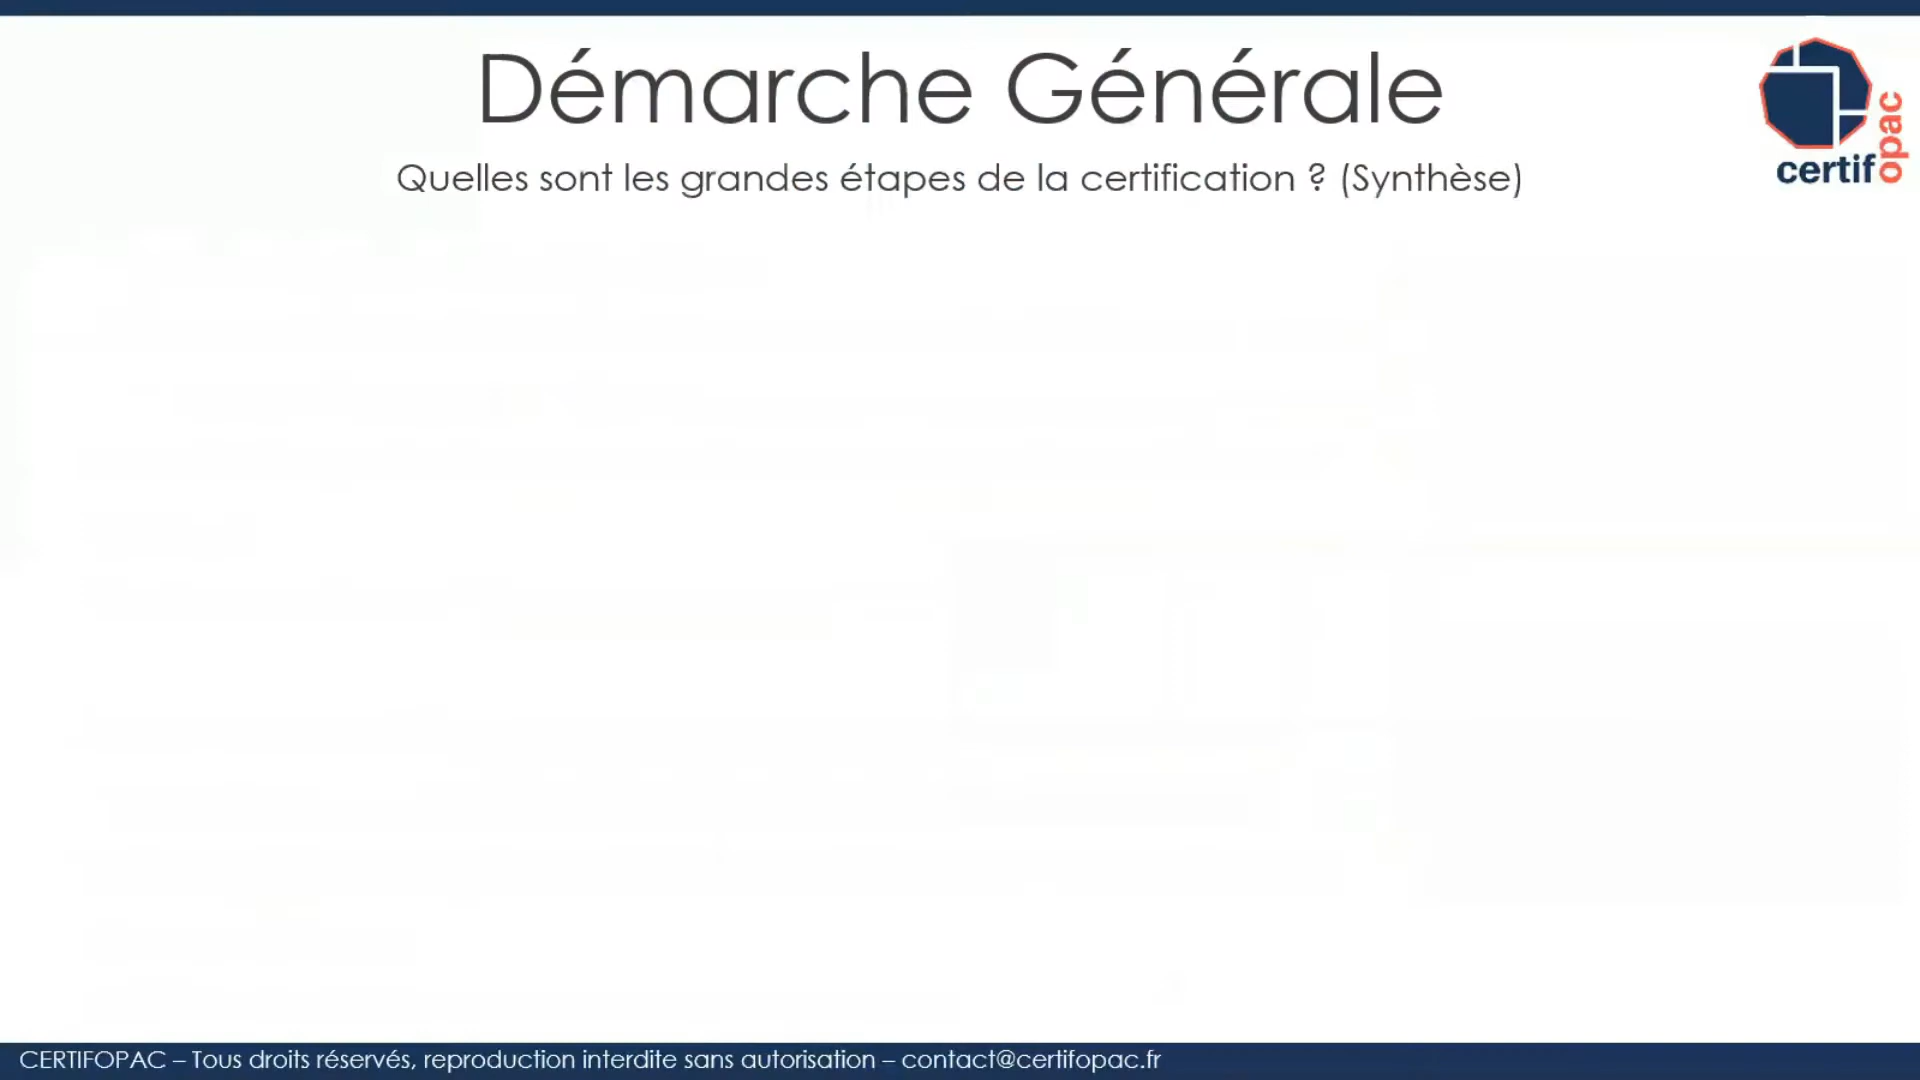 Démarche Générale
Quelles sont les grandes étapes de la certification ? (Synthèse)
certif opac
CERTIFOPAC – Tous droits réservés, reproduction interdite sans autorisation – contact@certifopac.fr